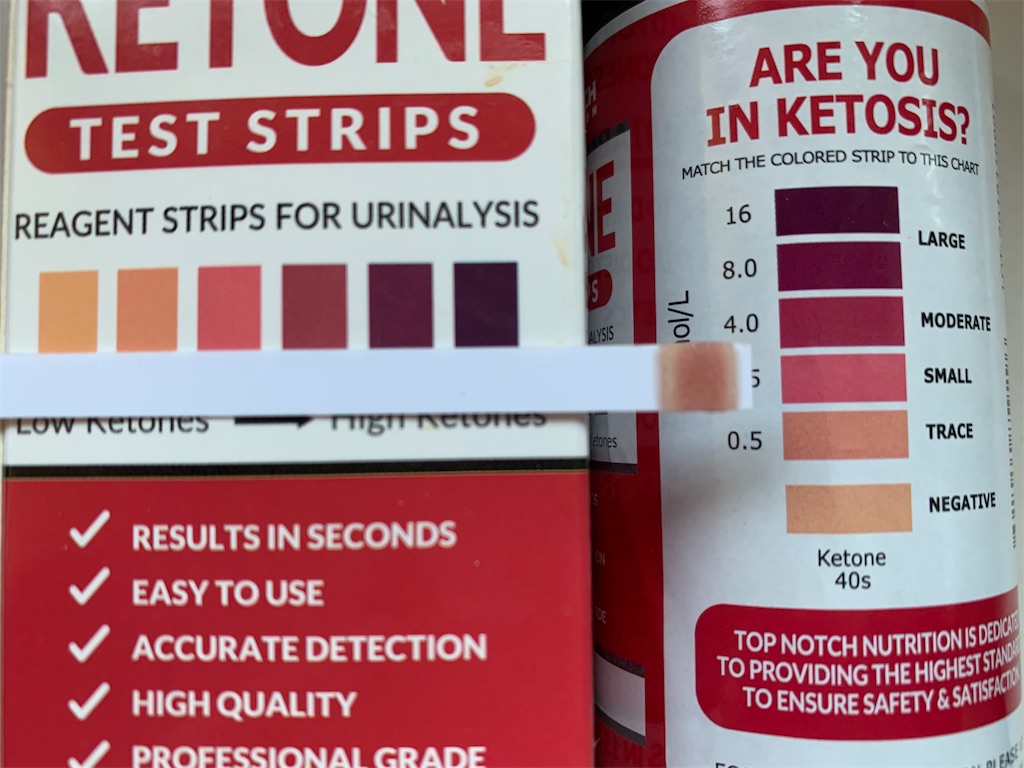 KETONE
TEST STRIPS
REAGENT STRIPS FOR URINALYSIS
Low Ketones High Ketones
RESULTS IN SECONDS
EASY TO USE
ACCURATE DETECTION
HIGH QUALITY
PROFESSIONAL GRADE
ARE YOU
IN KETOSIS?
MATCH THE COLORED STRIP TO THIS CHART
16
LARGE
8.0
4.0
MODERATE
5
SMALL
0.5
TRACE
NEGATIVE
Ketone
40s
TOP NOTCH NUTRITION IS DEDICATE
TO PROVIDING THE HIGHEST STANDA
TO ENSURE SAFETY & SATISFACTION